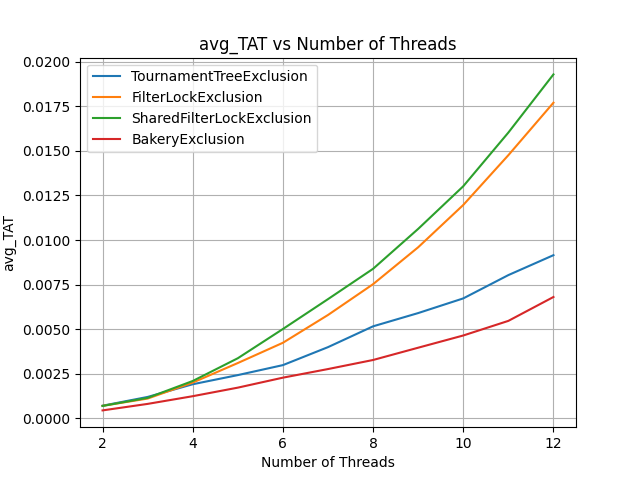 avg_TAT vs Number of Threads
TournamentTreeExclusion
FilterLockExclusion
SharedFilterLockExclusion
BakeryExclusion
avg_TAT
0.0200
0.0175
0.0150
0.0125
0.0100
0.0075
0.0050
0.0025
0.0000
2 4 6 8 10 12
Number of Threads